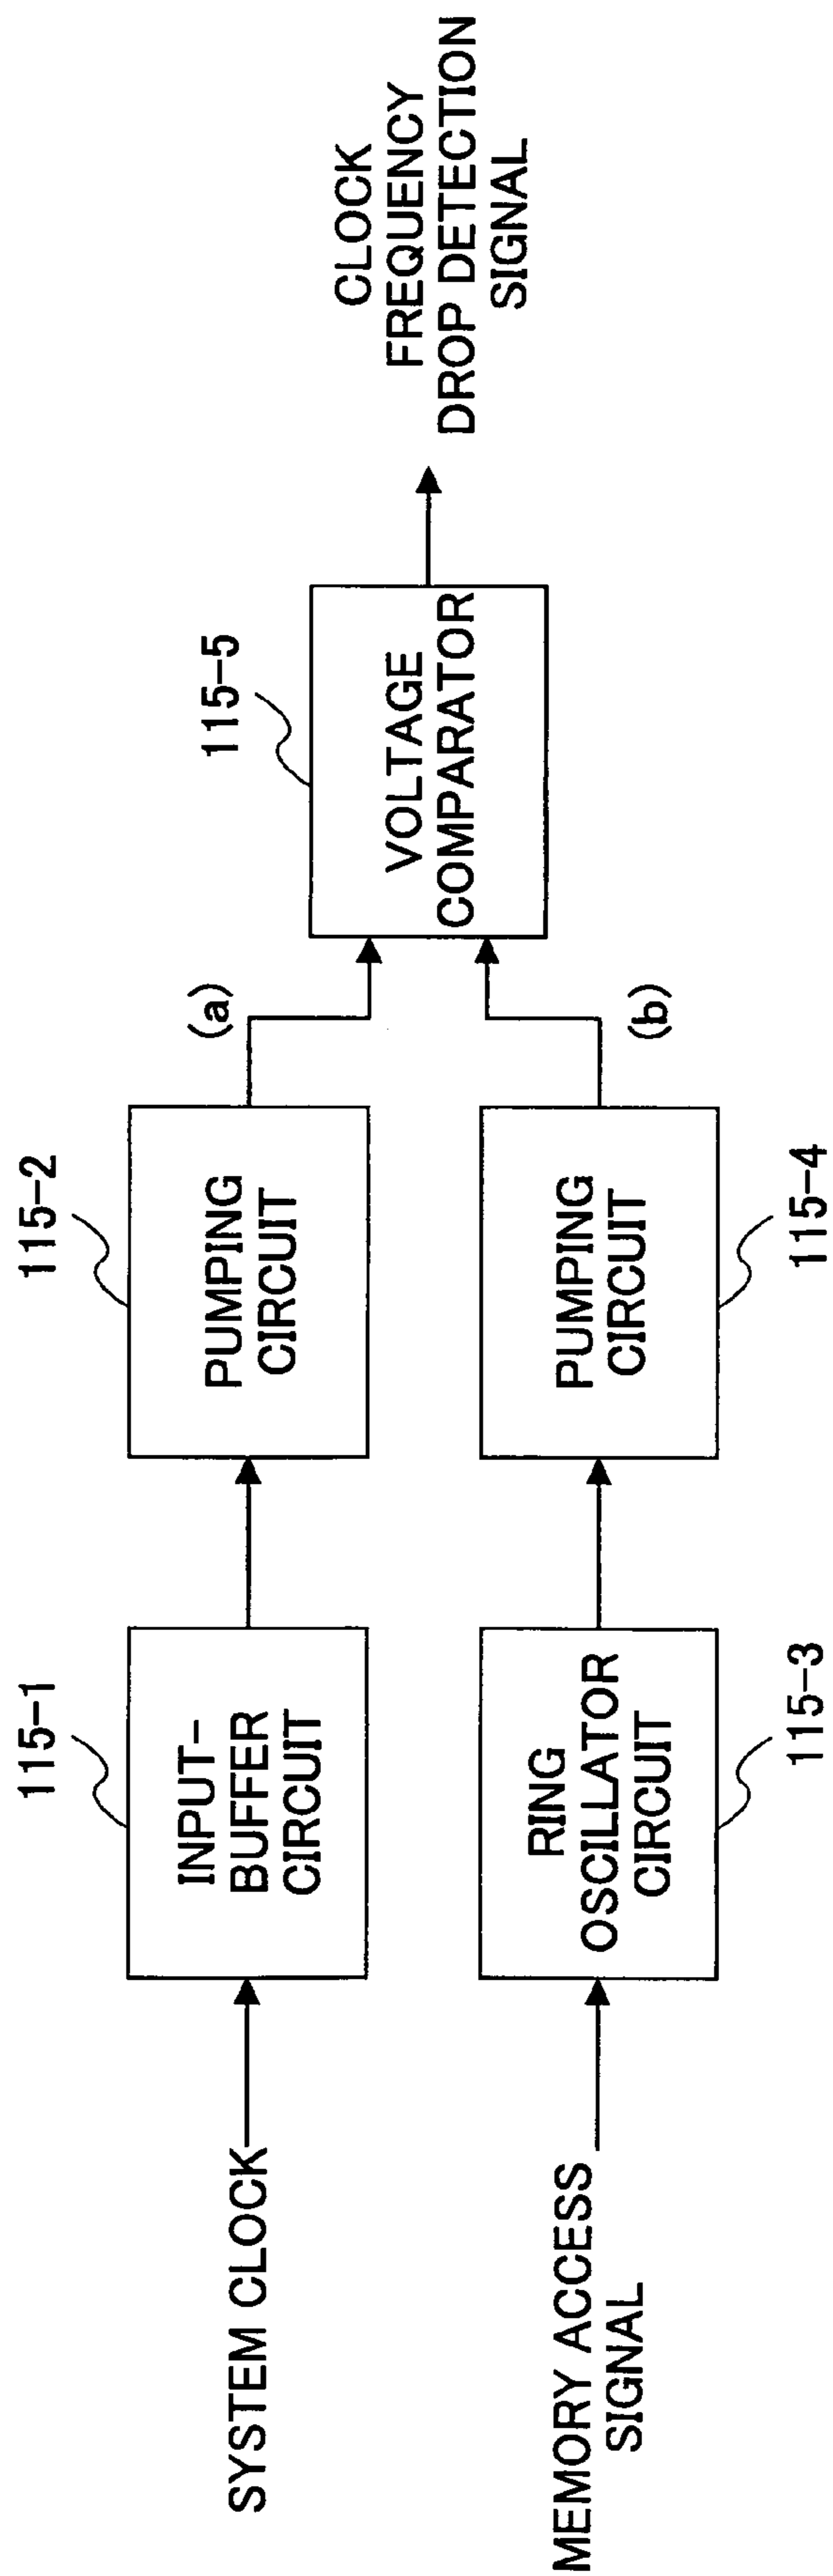 SYSTEM CLOCK
115-1
INPUT-
BUFFER
CIRCUIT
115-2
PUMPING
CIRCUIT
(a)
MEMORY ACCESS
SIGNAL
RING
OSCILLATOR
CIRCUIT
115-3
PUMPING
CIRCUIT
115-4
(b)
115-5
VOLTAGE
COMPARATOR
CLOCK
FREQUENCY
DROP DETECTION
SIGNAL